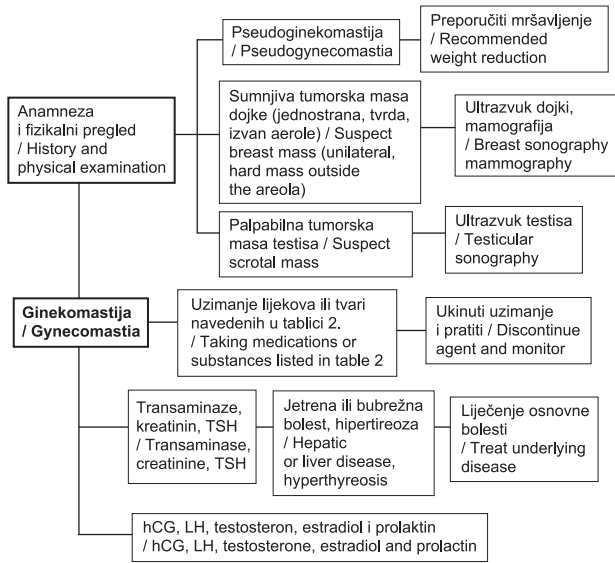 Pseudoginekomastija
/ Pseudogynecomastia
Preporučiti mršavljenje
/ Recommended
weight reduction
Anamneza
i fizikalni pregled
/ History and
physical examination
Sumnjiva tumorska masa
dojke (jednostrana, tvrda,
izvan aerole) / Suspect
breast mass (unilateral,
hard mass outside
the areola)
Ultrazvuk dojki,
mamografija
/ Breast sonography
mammography
Palpabilna tumorska
masa testisa / Suspect
scrotal mass
Ultrazvuk testisa
/ Testicular
sonography
Ginekomastija
/ Gynecomastia
Uzimanje lijekova ili tvari
navedenih u tablici 2.
/ Taking medications or
substances listed in table 2
Ukinuti uzimanje
i pratiti / Discontinue
agent and monitor
Transaminaze,
kreatinin, TSH
/ Transaminase,
creatinine, TSH
Jetrena ili bubrežna
bolest, hipertireoza
/ Hepatic
or liver disease,
hyperthyreosis
Liječenje osnovne
bolesti
/ Treat underlying
disease
hCG, LH, testosteron, estradiol i prolaktin
/ hCG, LH, testosterone, estradiol and prolactin